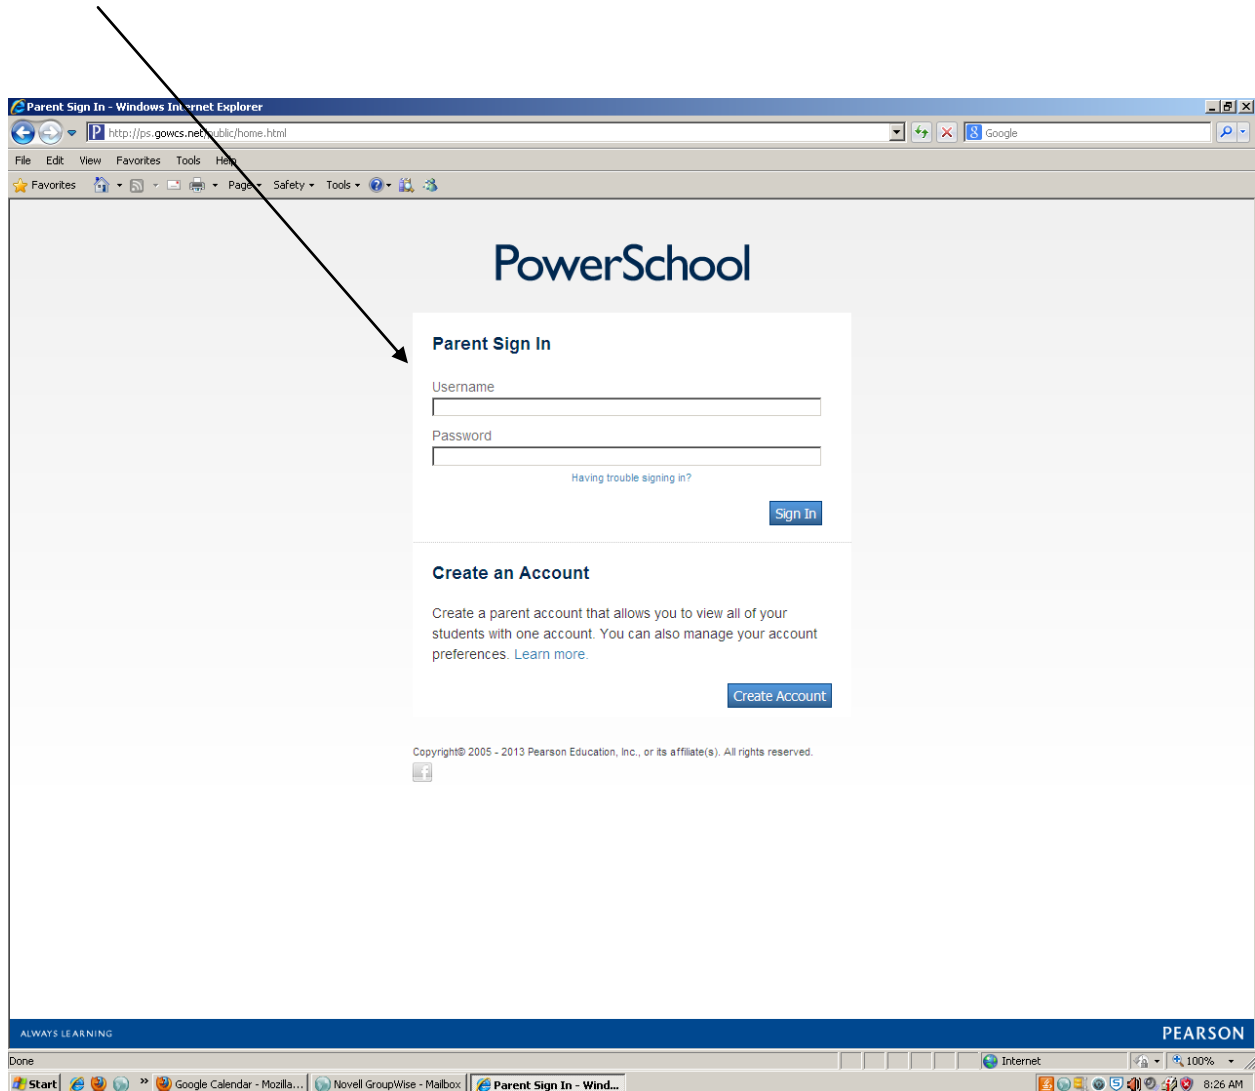 Parent Sign In - Windows Internet Explorer
http://ps.gowcs.net/public/home.html
Google
File Edit View Favorites Tools Help
Favorites Page Safety Tools
PowerSchool
Parent Sign In
Username
Password
Having trouble signing in?
Sign In
Create an Account
Create a parent account that allows you to view all of your
students with one account. You can also manage your account
preferences. Learn more.
Create Account
Copyright© 2005 - 2013 Pearson Education, Inc., or its affiliate(s). All rights reserved.
ALWAYS LEARNING PEARSON
Done Internet 100%
Start Google Calendar - Mozilla... Novell GroupWise - Mailbox Parent Sign In - Wind... 8:26 AM